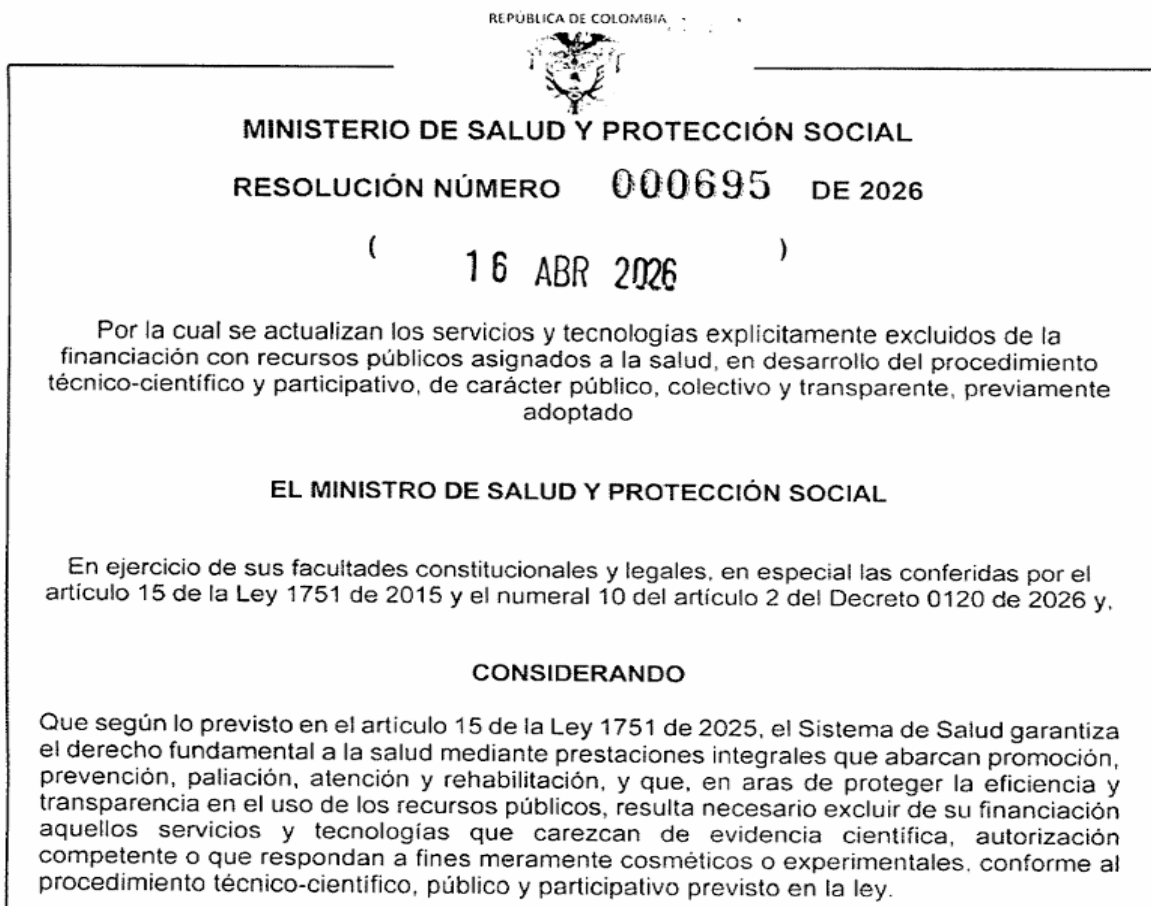 REPÚBLICA DE COLOMBIA
MINISTERIO DE SALUD Y PROTECCIÓN SOCIAL
RESOLUCIÓN NÚMERO 000695 DE 2026
( 16 ABR 2026 )
Por la cual se actualizan los servicios y tecnologías explicitamente excluidos de la
financiación con recursos públicos asignados a la salud, en desarrollo del procedimiento
técnico-científico y participativo, de carácter público, colectivo y transparente, previamente
adoptado
EL MINISTRO DE SALUD Y PROTECCIÓN SOCIAL
En ejercicio de sus facultades constitucionales y legales, en especial las conferidas por el
artículo 15 de la Ley 1751 de 2015 y el numeral 10 del artículo 2 del Decreto 0120 de 2026 y,
CONSIDERANDO
Que según lo previsto en el articulo 15 de la Ley 1751 de 2025, el Sistema de Salud garantiza
el derecho fundamental a la salud mediante prestaciones integrales que abarcan promoción,
prevención, paliación, atención y rehabilitación, y que, en aras de proteger la eficiencia y
transparencia en el uso de los recursos públicos, resulta necesario excluir de su financiación
aquellos servicios y tecnologías que carezcan de evidencia científica, autorización
competente o que respondan a fines meramente cosméticos o experimentales, conforme al
procedimiento técnico-científico, público y participativo previsto en la ley.